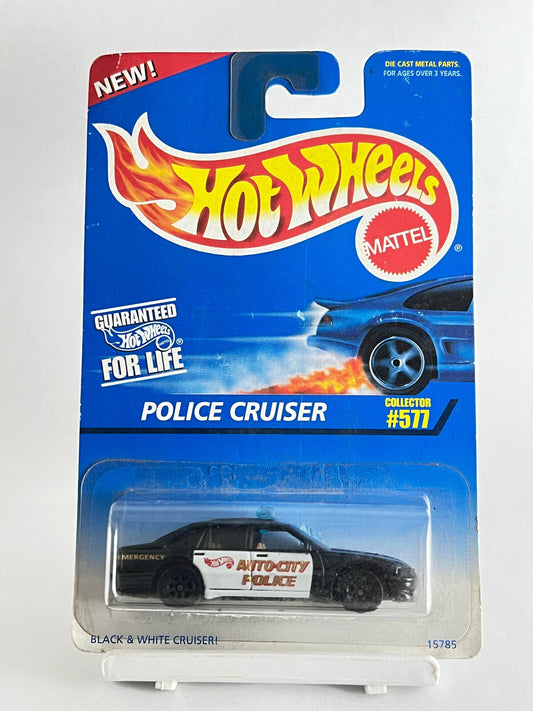 NEW!
DIE CAST METAL PARTS.
FOR AGES OVER 3 YEARS.
HOT WHEELS
MATTEL
®
GUARANTEED
HOT WHEELS
®
FOR LIFE
POLICE CRUISER
COLLECTOR
#577
EMERGENCY
HOT WHEELS
AUTO•CITY
POLICE
BLACK & WHITE CRUISER!
15785